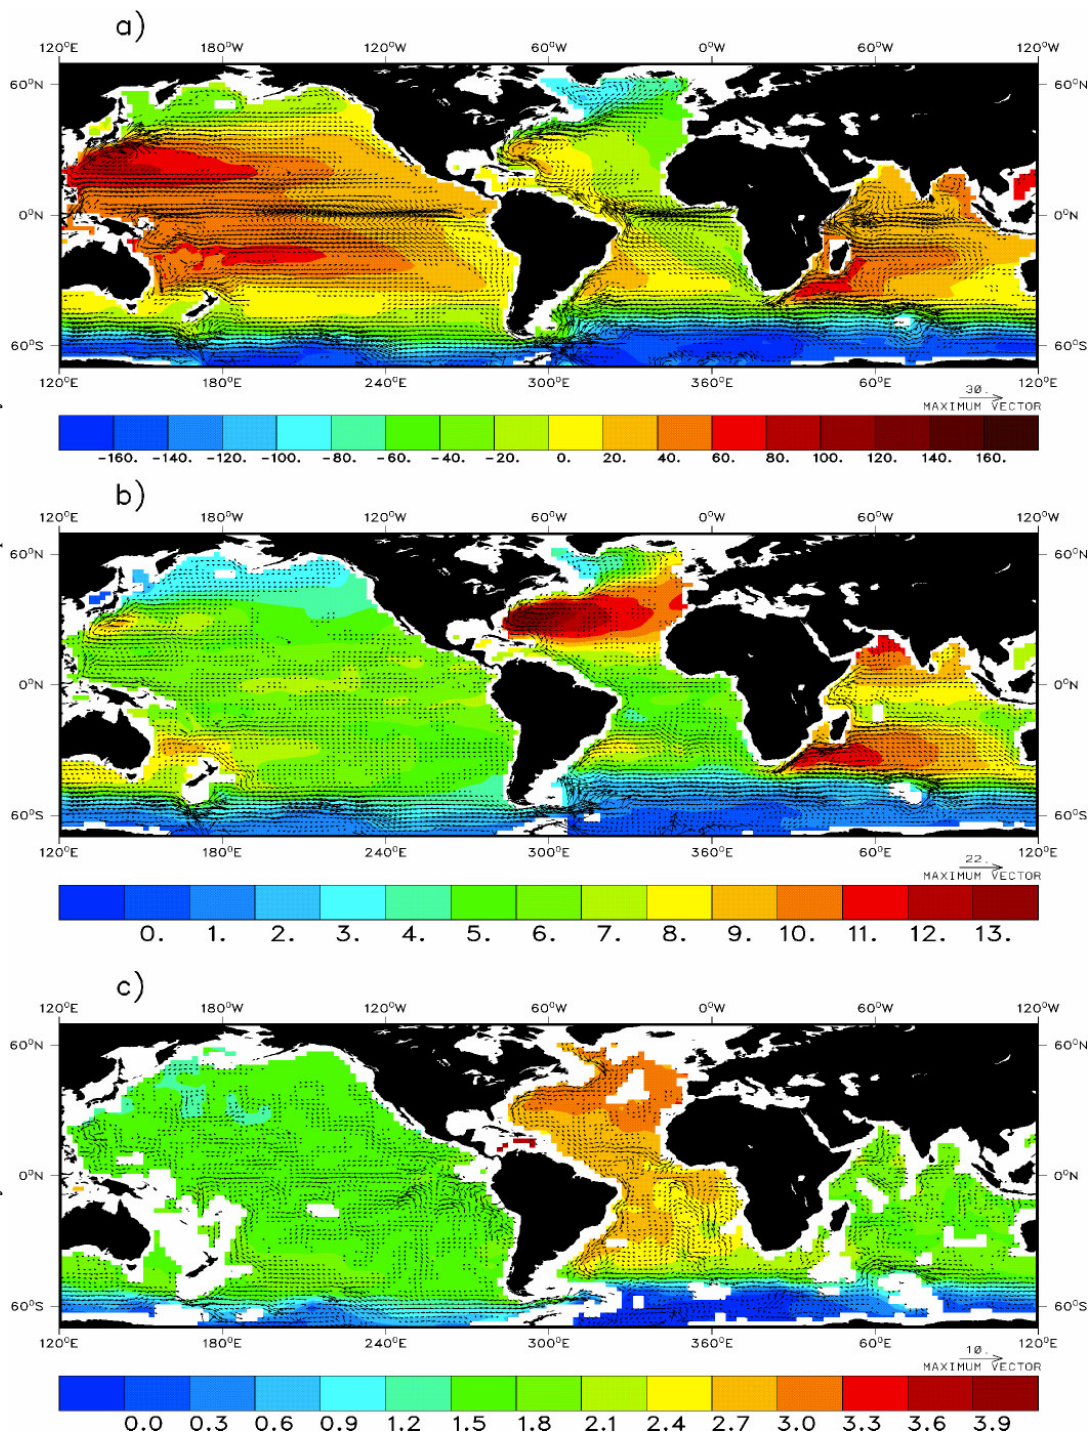 a)
120°E 180°W 120°W 60°W 0°W 60°W 120°W
60°N 60°N
0°N 0°N
60°S 60°S
120°E 180°E 240°E 300°E 360°E 60°E 120°E
30.
MAXIMUM VECTOR
-160. -140. -120. -100. -80. -60. -40. -20. 0. 20. 40. 60. 80. 100. 120. 140. 160.
b)
120°E 180°W 120°W 60°W 0°W 60°W 120°W
60°N 60°N
0°N 0°N
60°S 60°S
120°E 180°E 240°E 300°E 360°E 60°E 120°E
22.
MAXIMUM VECTOR
0. 1. 2. 3. 4. 5. 6. 7. 8. 9. 10. 11. 12. 13.
c)
120°E 180°W 120°W 60°W 0°W 60°W 120°W
60°N 60°N
0°N 0°N
60°S 60°S
120°E 180°E 240°E 300°E 360°E 60°E 120°E
10.
MAXIMUM VECTOR
0.0 0.3 0.6 0.9 1.2 1.5 1.8 2.1 2.4 2.7 3.0 3.3 3.6 3.9